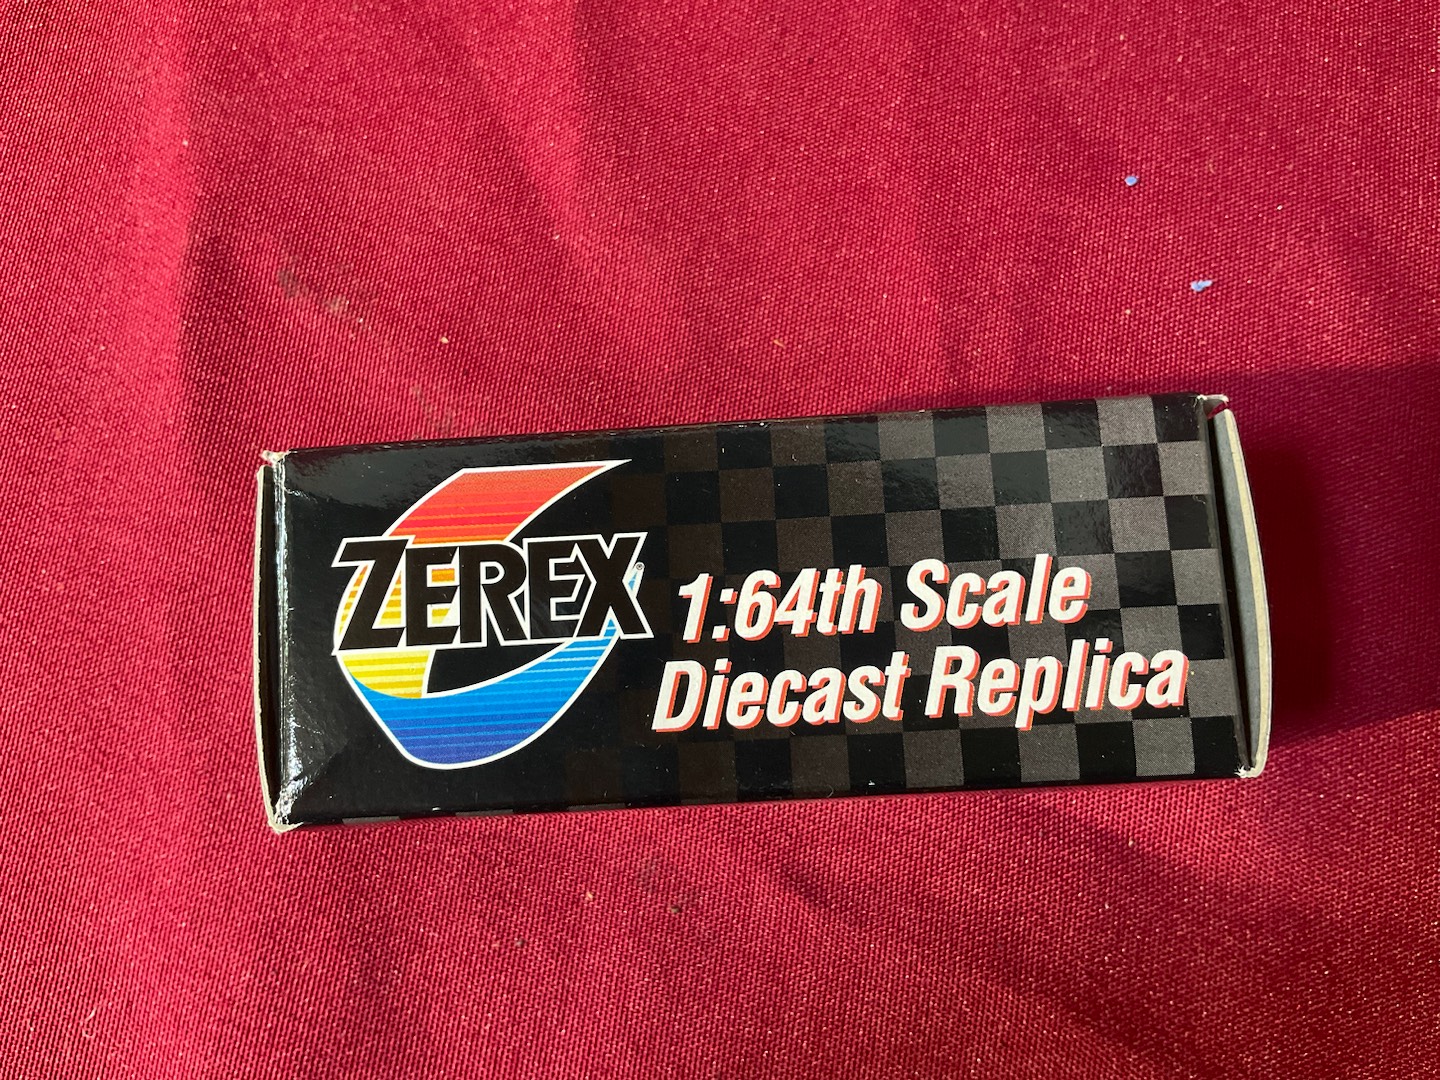 ZEREX®
1:64th Scale
Diecast Replica